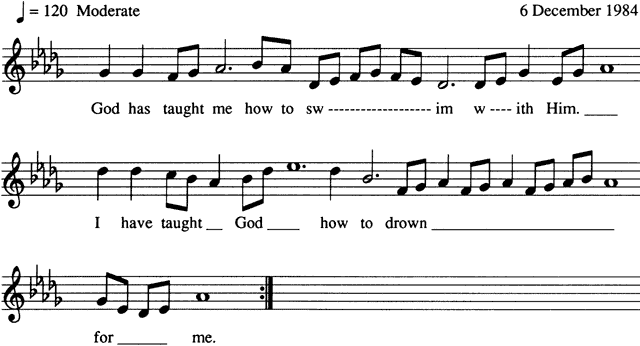 ♩ = 120 Moderate 6 December 1984
God has taught me how to sw ------------------- im w ---- ith Him. ____
I have taught __ God ____ how to drown ______________________
for ______ me.